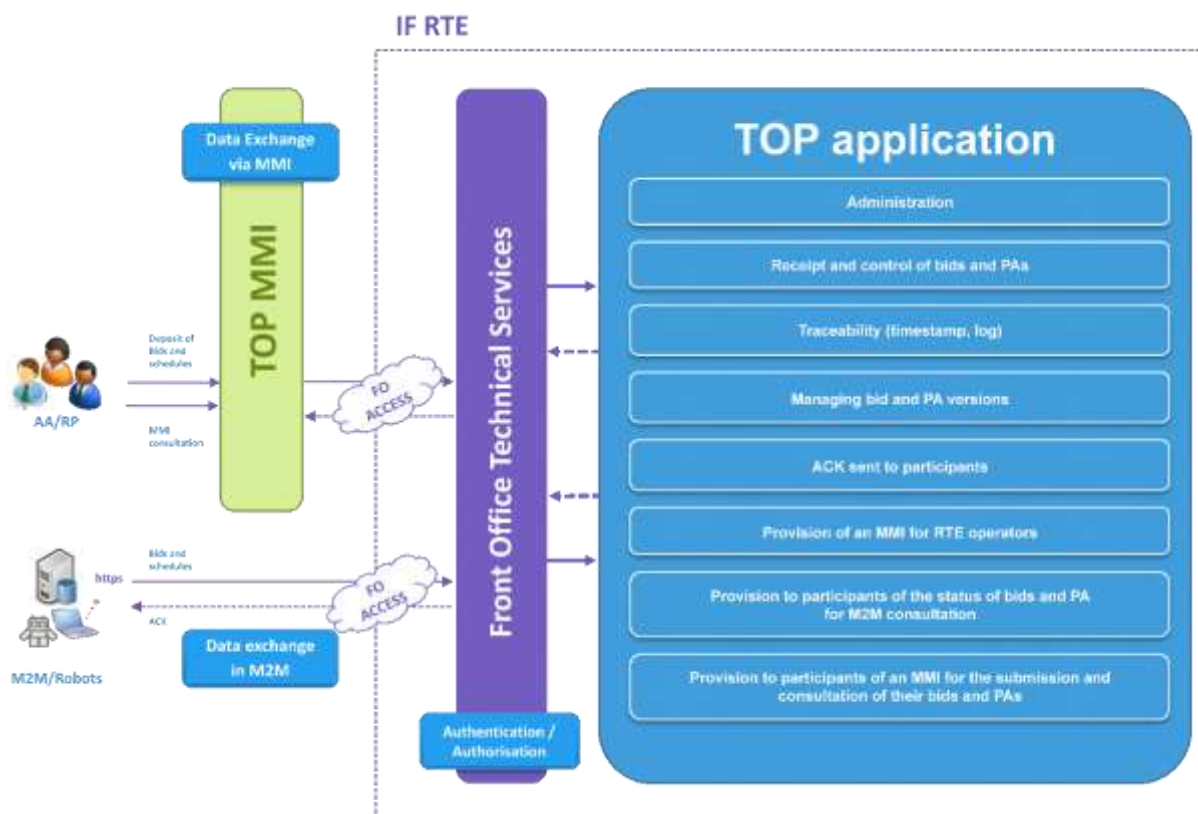 IF RTE
Data Exchange
via MMI
TOP MMI
Deposit of
Bids and
schedules
AA/RP
MMI
consultation
FO
ACCESS
Bids and
schedules
https
ACK
FO
ACCESS
M2M/Robots
Data exchange
in M2M
Front Office Technical Services
Authentication /
Authorisation
TOP application
Administration
Receipt and control of bids and PAs
Traceability (timestamp, log)
Managing bid and PA versions
ACK sent to participants
Provision of an MMI for RTE operators
Provision to participants of the status of bids and PA
for M2M consultation
Provision to participants of an MMI for the submission and
consultation of their bids and PAs